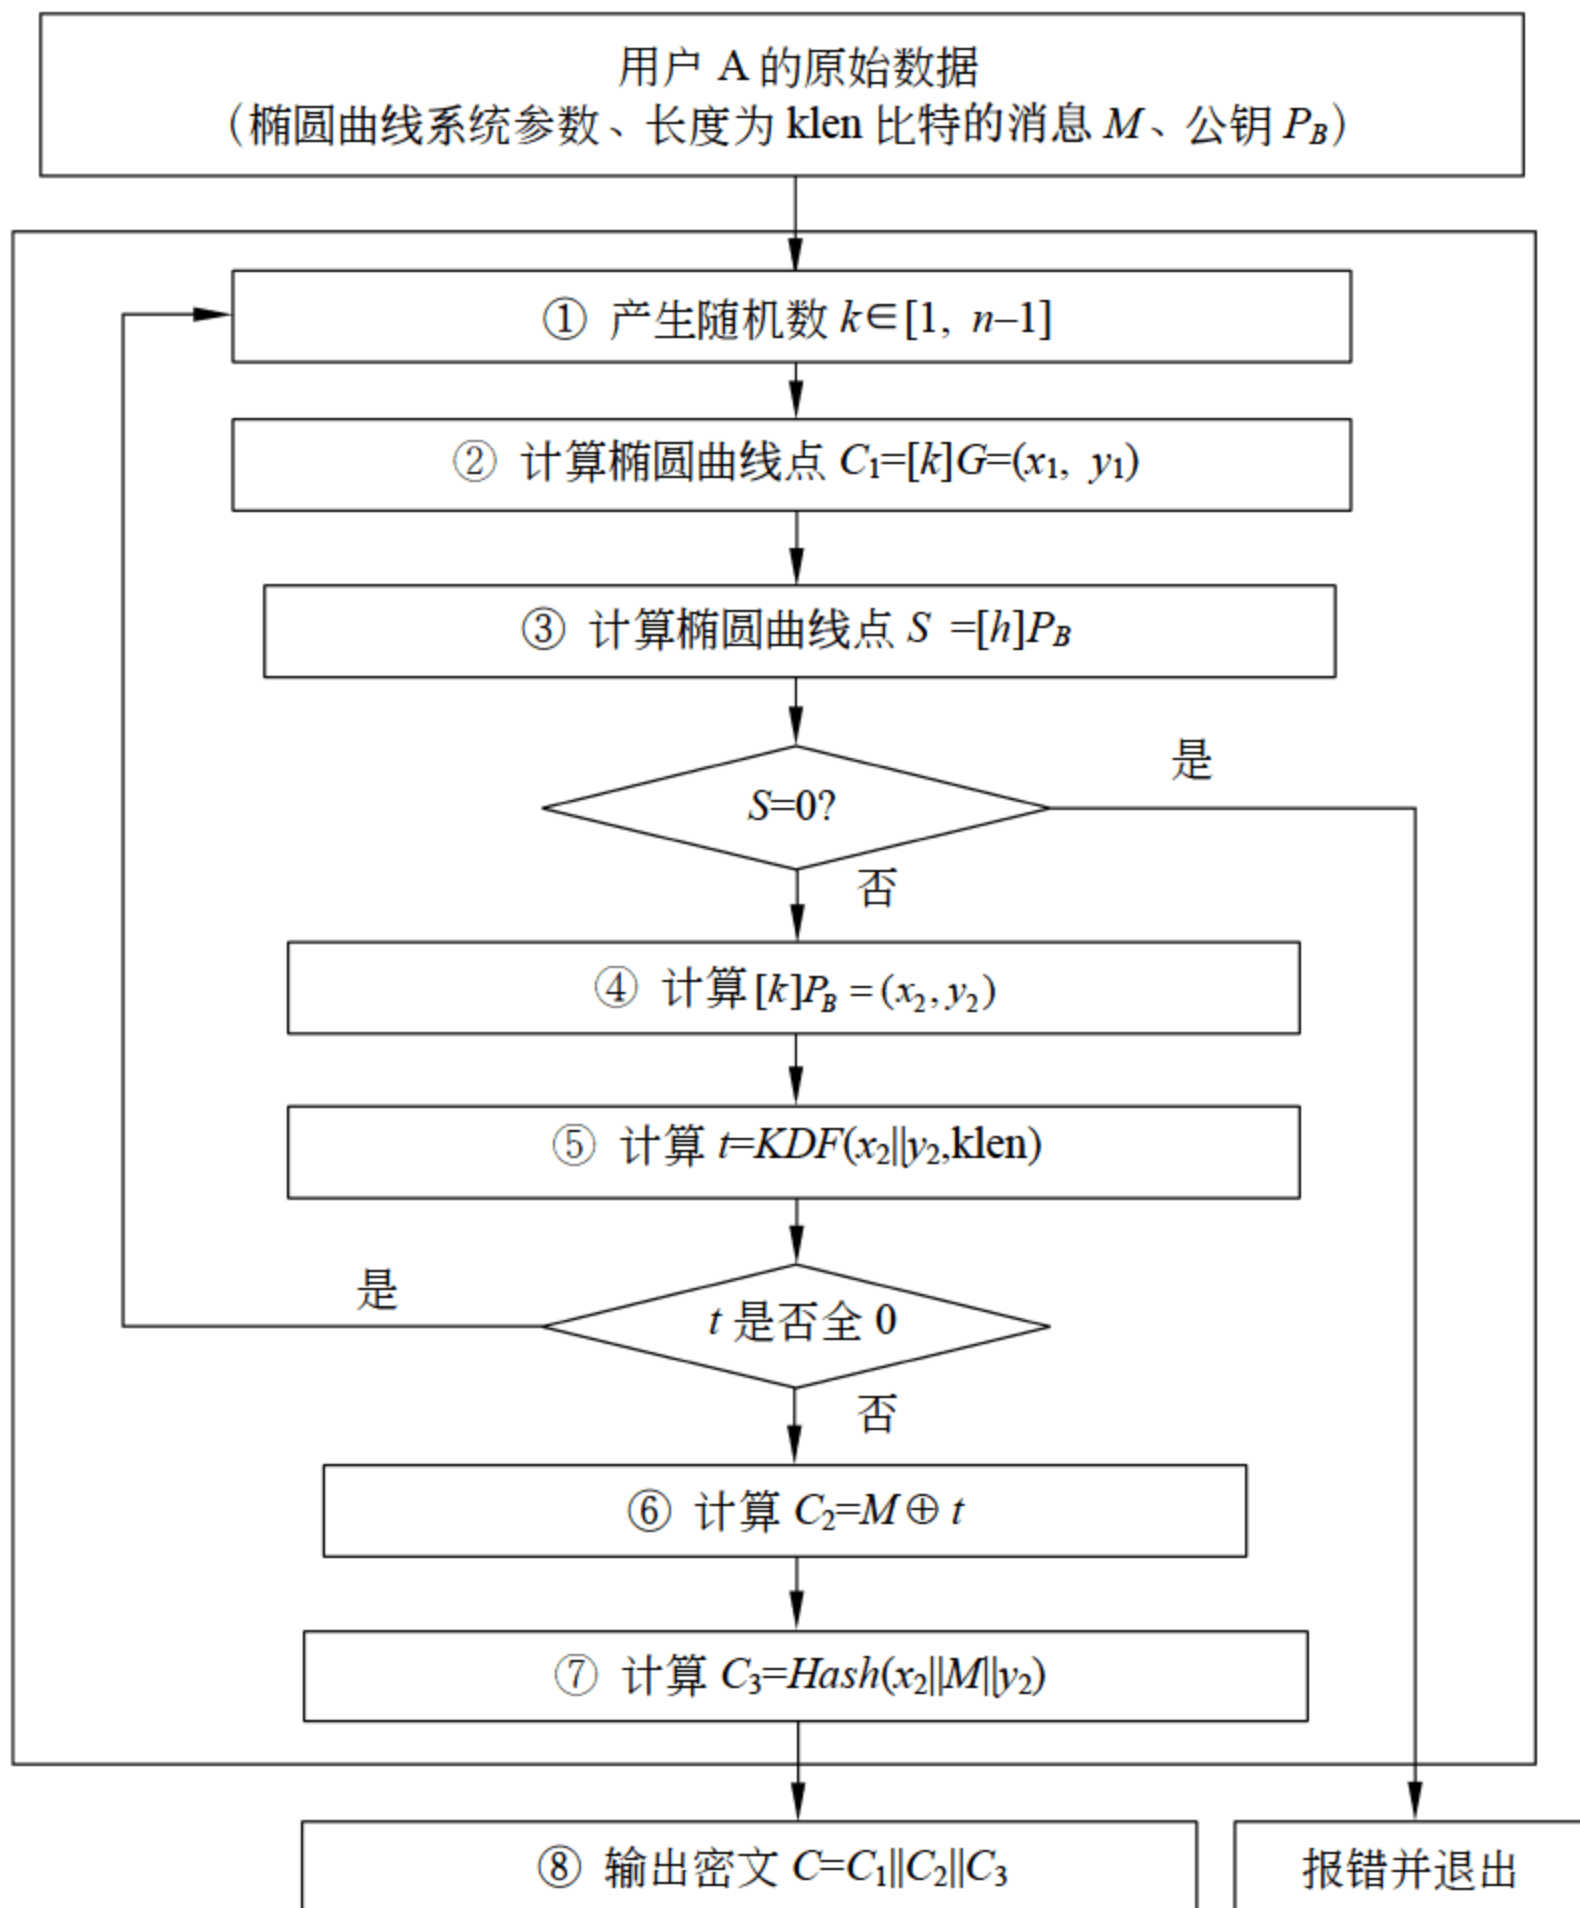 用户 A 的原始数据
（椭圆曲线系统参数、长度为 klen 比特的消息 M、公钥 P_B）
① 产生随机数 k∈[1, n–1]
② 计算椭圆曲线点 C₁=[k]G=(x₁, y₁)
③ 计算椭圆曲线点 S =[h]P_B
S=0?
是
否
④ 计算 [k]P_B = (x₂, y₂)
⑤ 计算 t=KDF(x₂||y₂,klen)
t 是否全 0
是
否
⑥ 计算 C₂=M⊕ t
⑦ 计算 C₃=Hash(x₂||M||y₂)
⑧ 输出密文 C=C₁||C₂||C₃
报错并退出